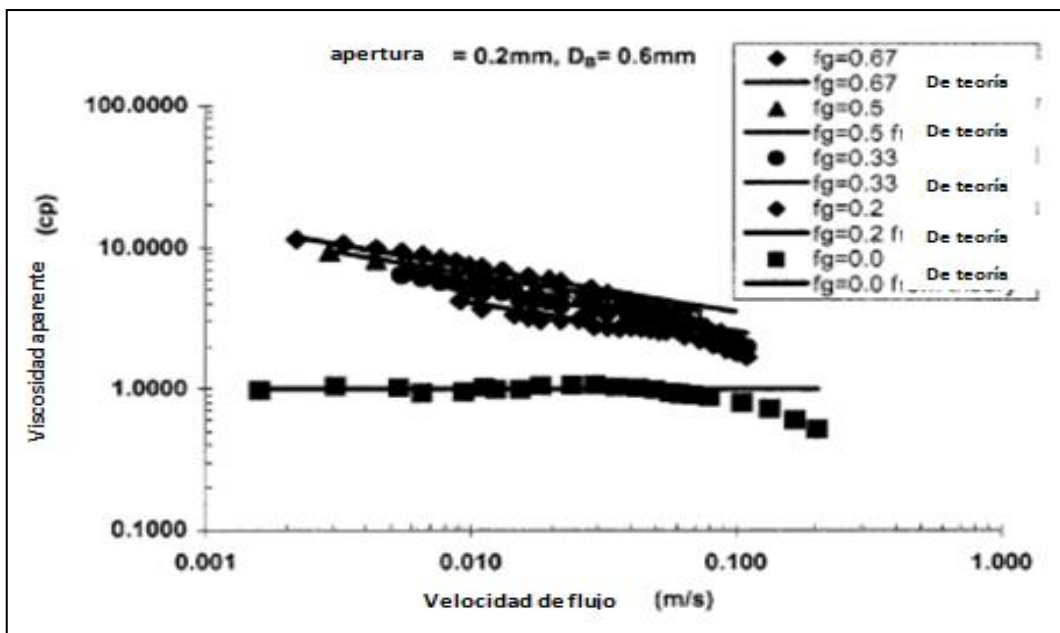 apertura = 0.2mm, D_B= 0.6mm
fg=0.67
fg=0.67 De teoría
fg=0.5
fg=0.5 De teoría
fg=0.33
fg=0.33 De teoría
fg=0.2
fg=0.2 De teoría
fg=0.0
fg=0.0 De teoría
Viscosidad aparente (cp)
100.0000
10.0000
1.0000
0.1000
0.001 0.010 0.100 1.000
Velocidad de flujo (m/s)